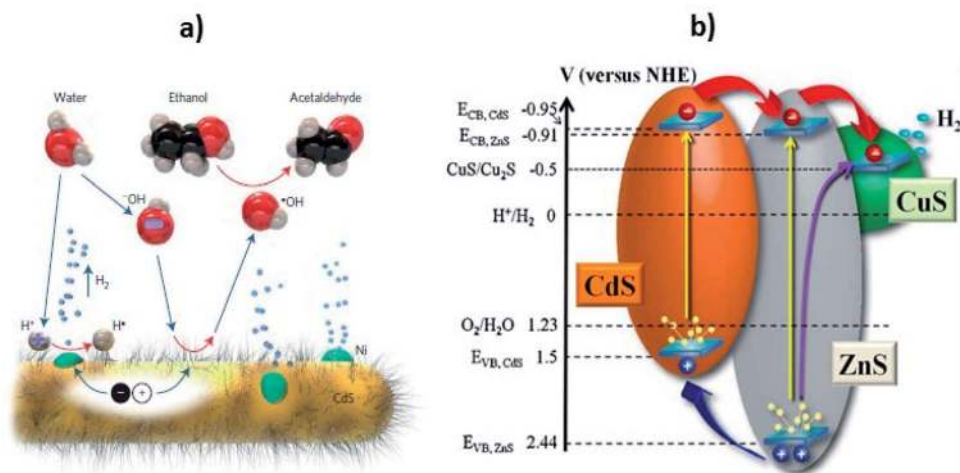 a)
Water
Ethanol
Acetaldehyde
⁻OH
•OH
H₂
H⁺
H•
Ni
CdS
− +
b)
V (versus NHE)
E_CB,CdS -0.95
E_CB,ZnS -0.91
CuS/Cu₂S -0.5
H⁺/H₂ 0
O₂/H₂O 1.23
E_VB,CdS 1.5
E_VB,ZnS 2.44
H₂
CuS
CdS
ZnS